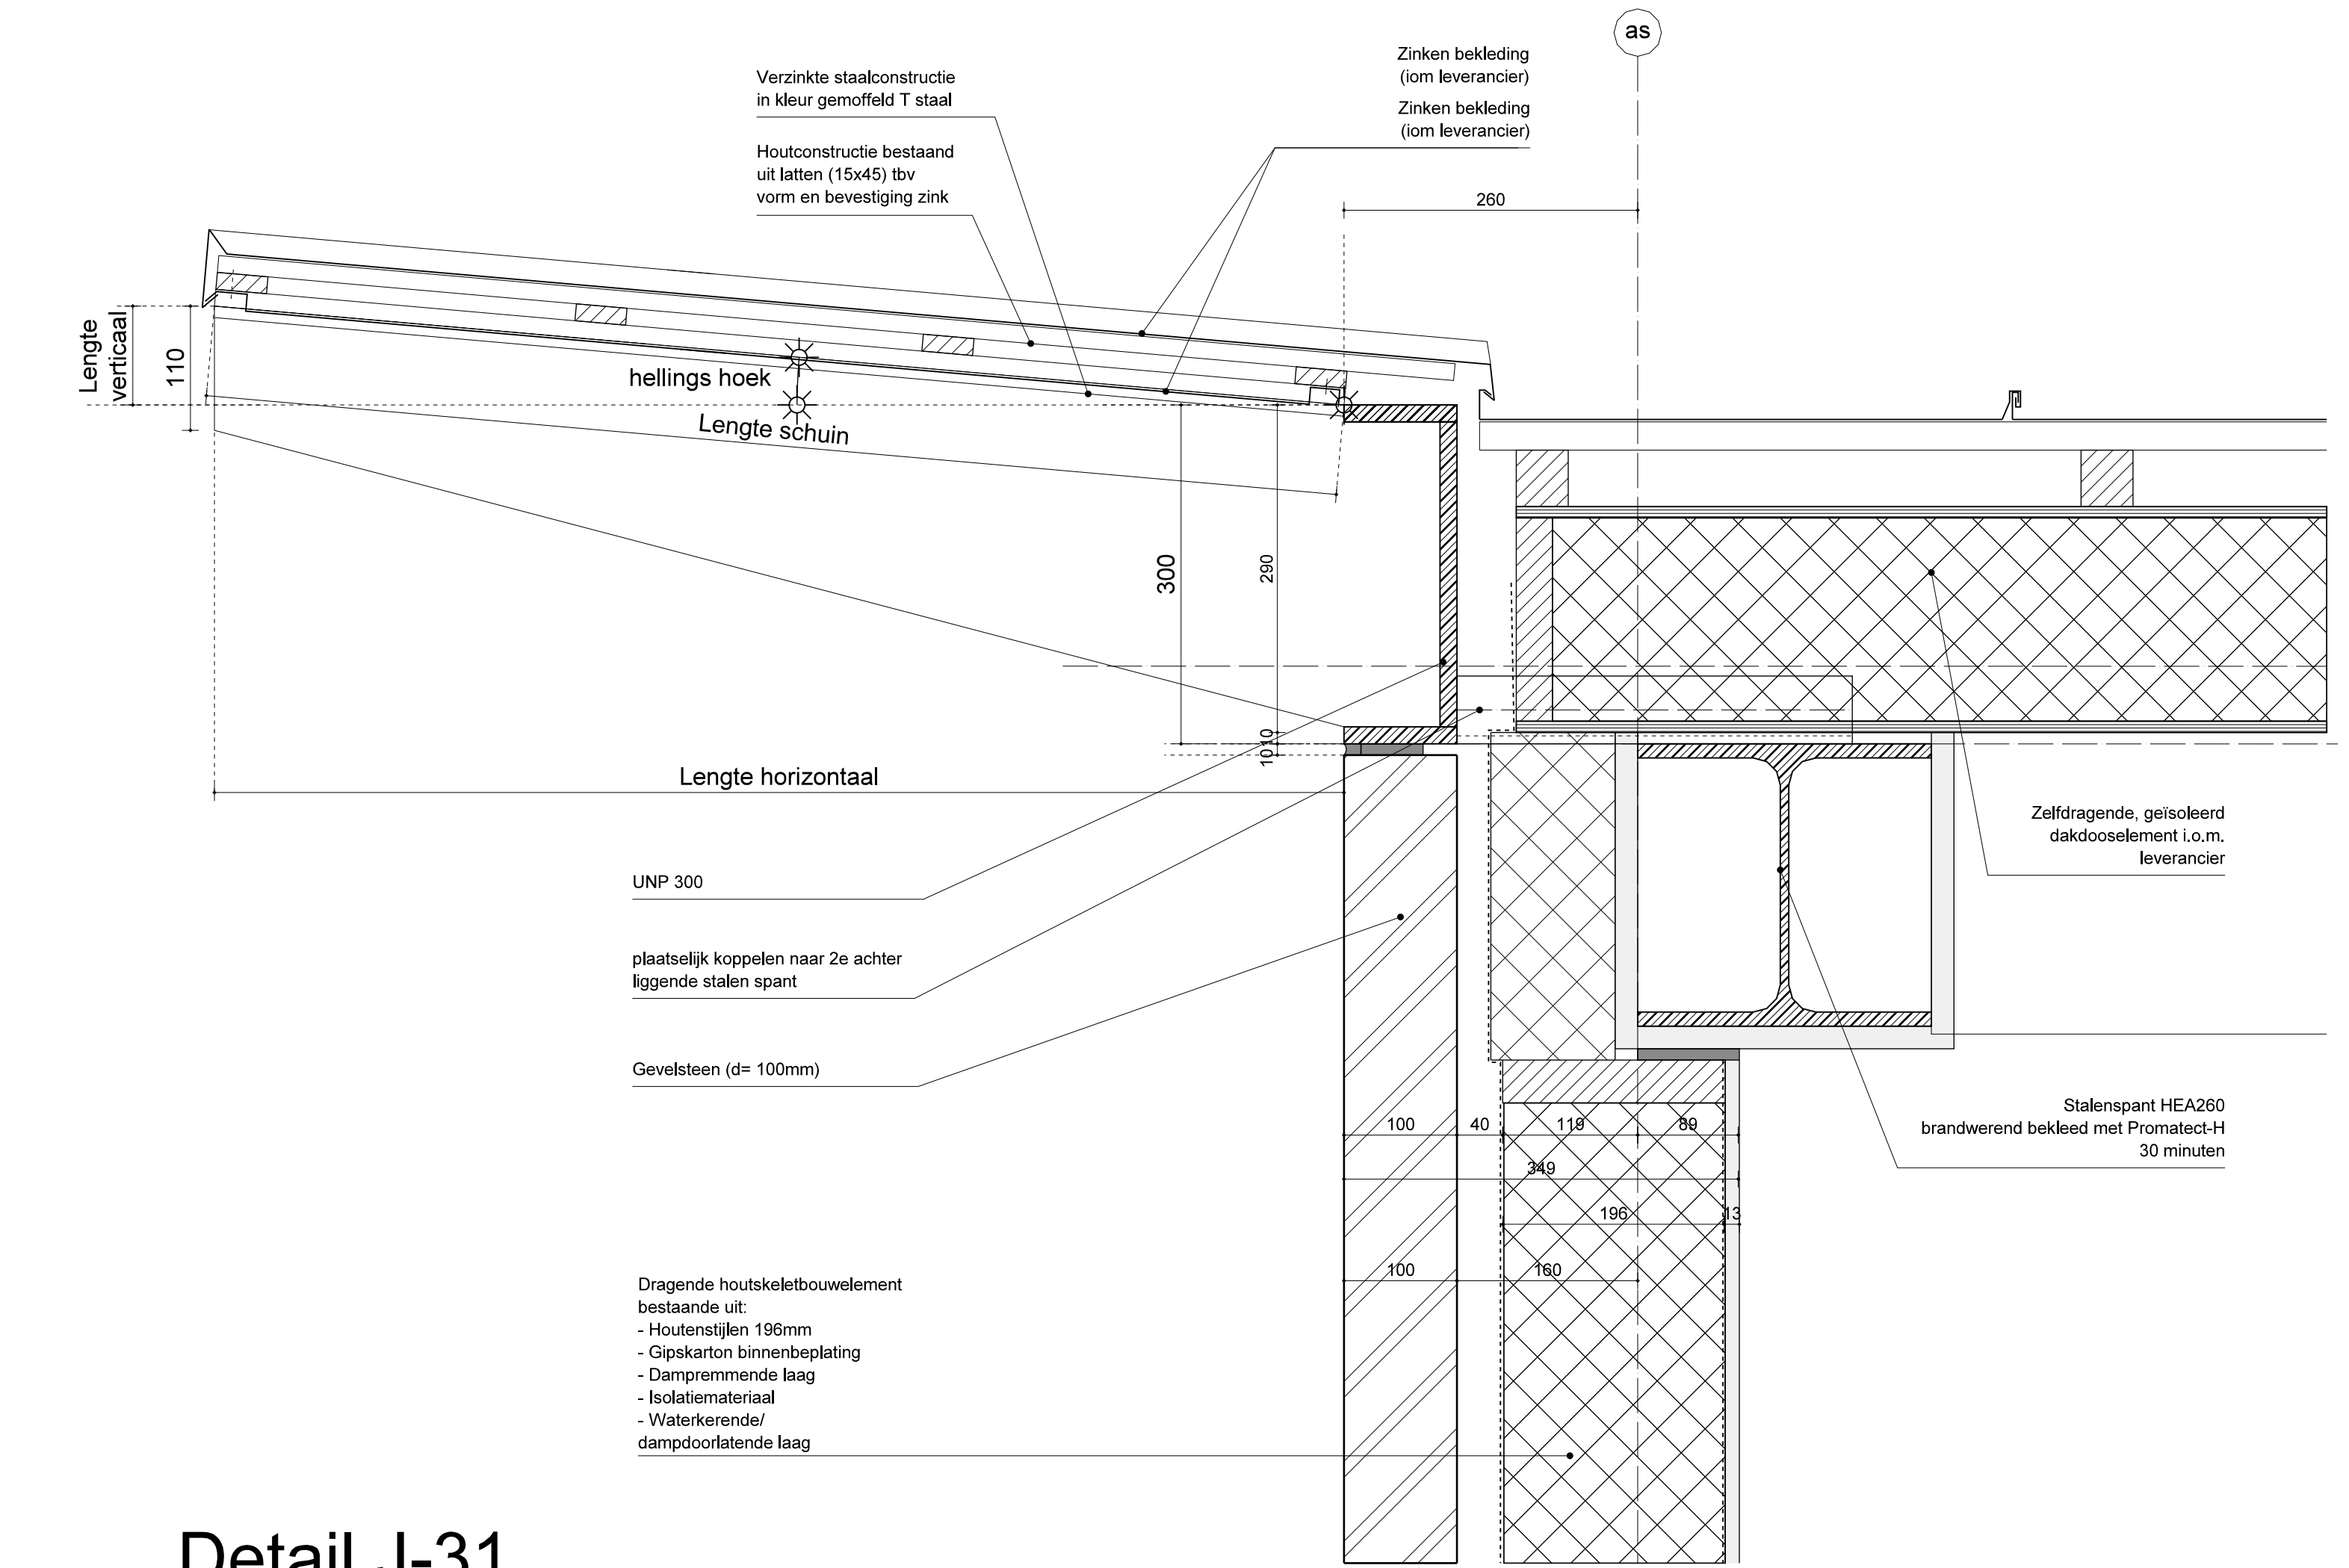 as
Zinken bekleding
(iom leverancier)
Zinken bekleding
(iom leverancier)
Verzinkte staalconstructie
in kleur gemoffeld T staal
Houtconstructie bestaand
uit latten (15x45) tbv
vorm en bevestiging zink
260
Lengte
verticaal
110
hellings hoek
Lengte schuin
300
290
10
10
Lengte horizontaal
UNP 300
plaatselijk koppelen naar 2e achter
liggende stalen spant
Gevelsteen (d= 100mm)
Zelfdragende, geïsoleerd
dakdooselement i.o.m.
leverancier
Stalenspant HEA260
brandwerend bekleed met Promatect-H
30 minuten
100
40
119
89
349
196
13
100
160
Dragende houtskeletbouwelement
bestaande uit:
- Houtenstijlen 196mm
- Gipskarton binnenbeplating
- Dampremmende laag
- Isolatiemateriaal
- Waterkerende/
dampdoorlatende laag
Detail J-31